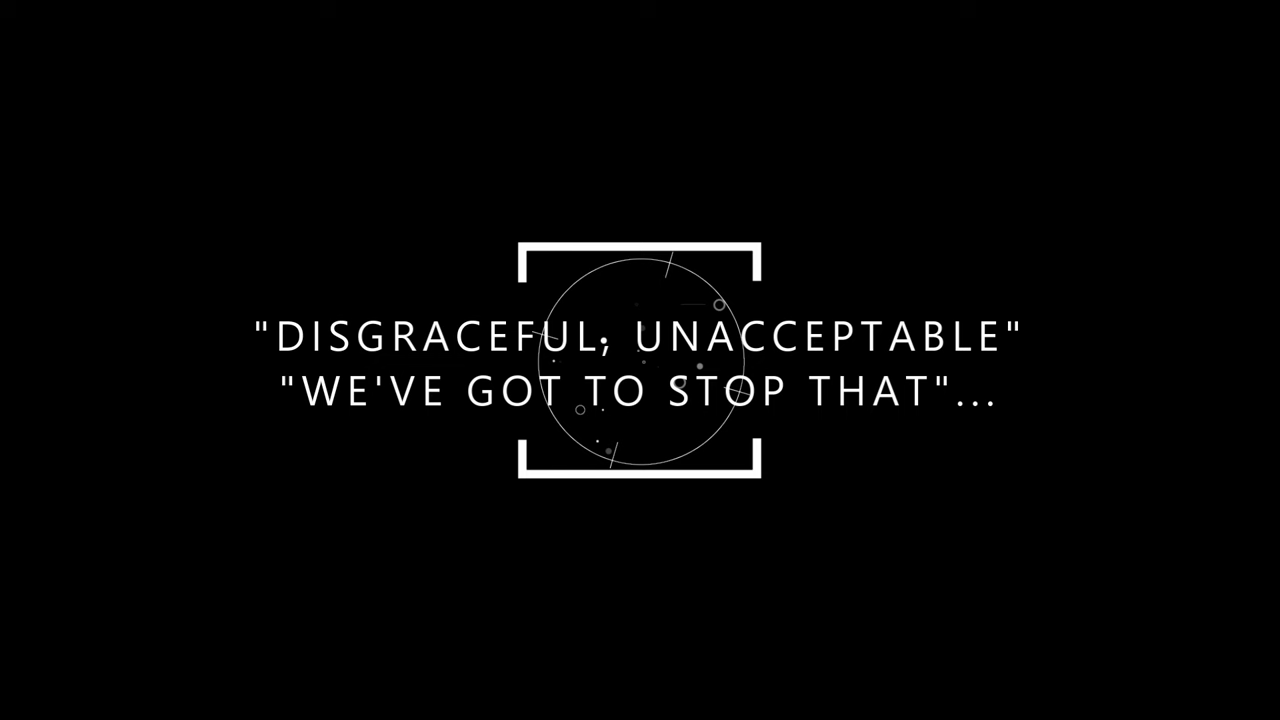 "DISGRACEFUL; UNACCEPTABLE"
"WE'VE GOT TO STOP THAT"...